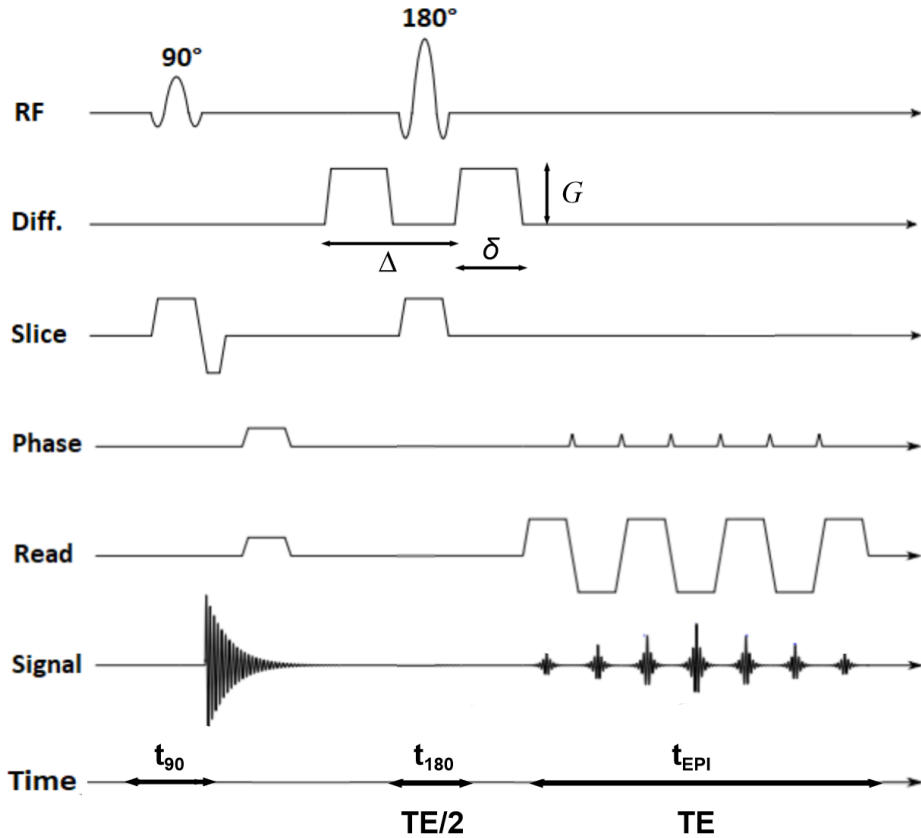 90°
180°
RF
Diff.
G
Δ
δ
Slice
Phase
Read
Signal
t90
t180
tEPI
Time
TE/2
TE